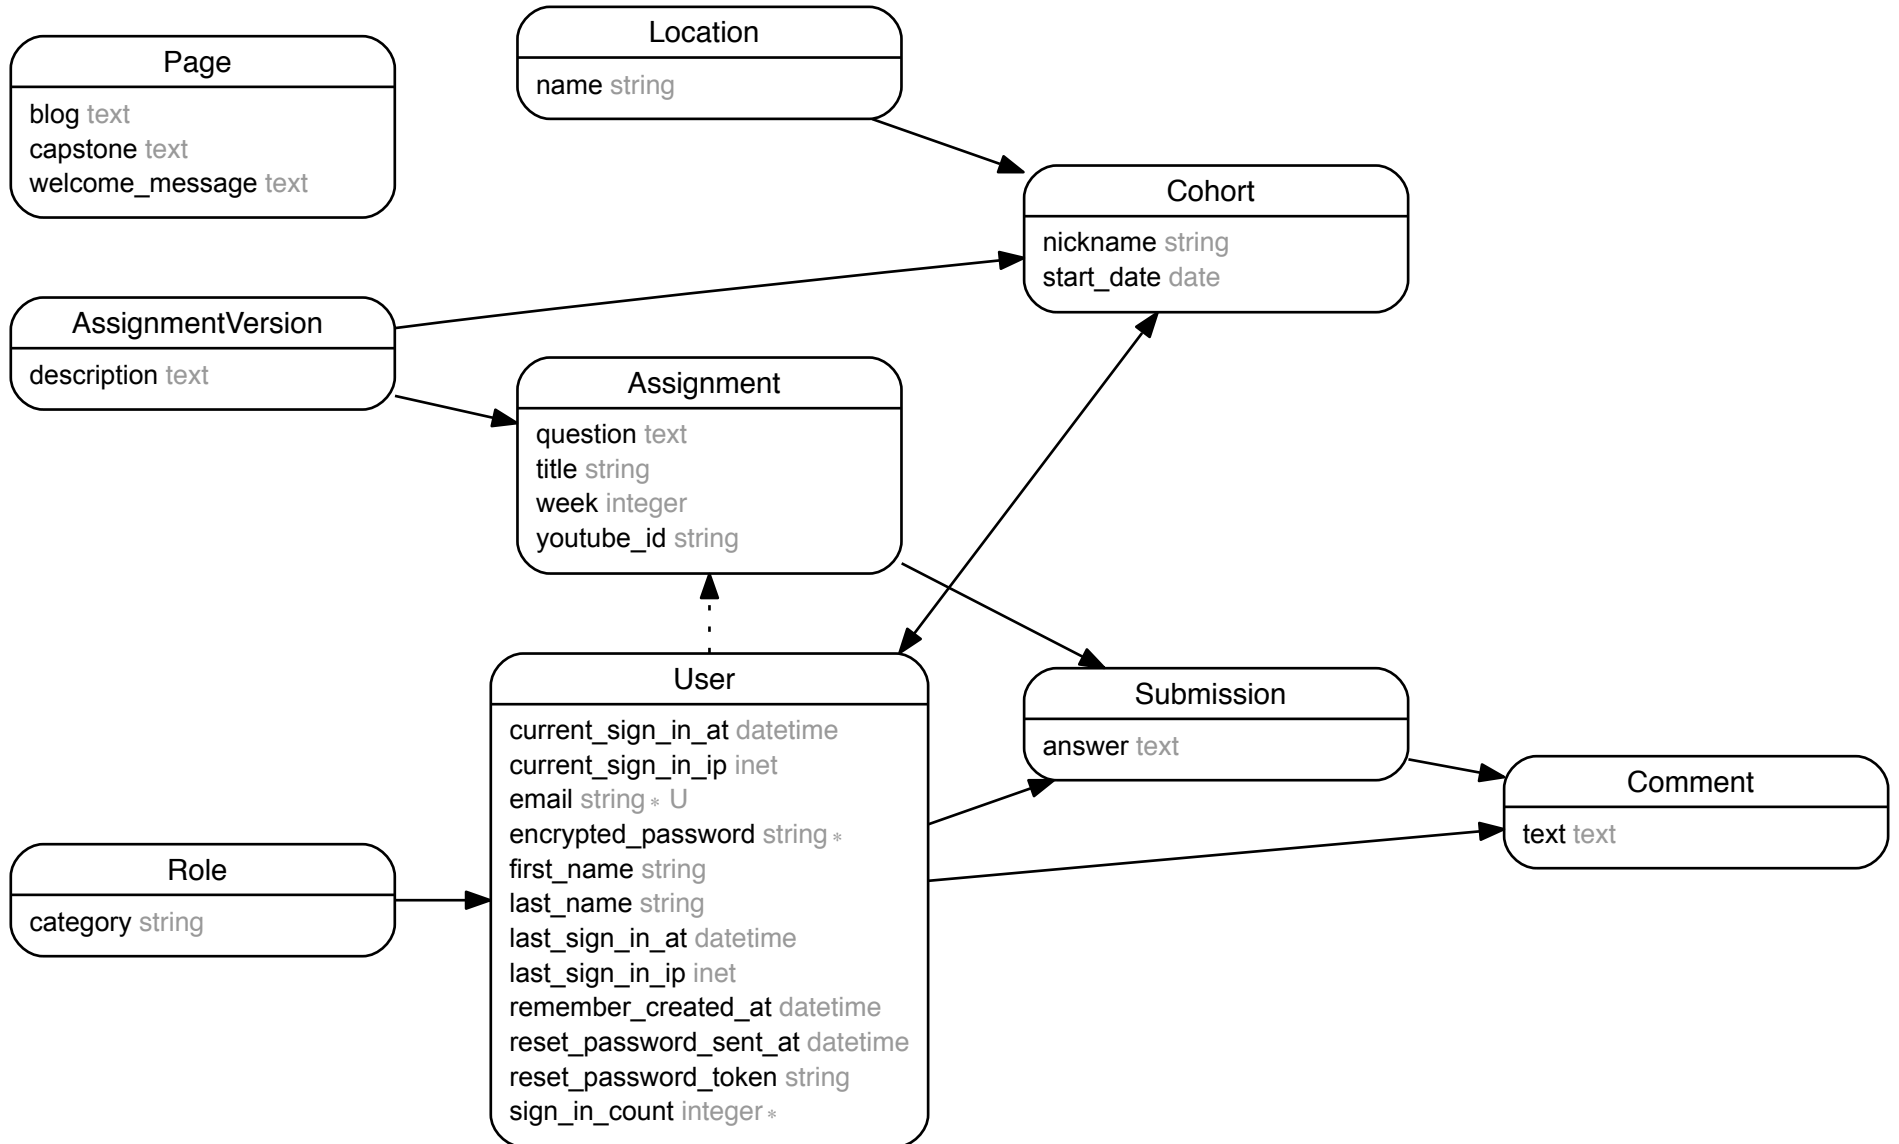 Page
blog text
capstone text
welcome_message text
Location
name string
Cohort
nickname string
start_date date
AssignmentVersion
description text
Assignment
question text
title string
week integer
youtube_id string
User
current_sign_in_at datetime
current_sign_in_ip inet
email string * U
encrypted_password string *
first_name string
last_name string
last_sign_in_at datetime
last_sign_in_ip inet
remember_created_at datetime
reset_password_sent_at datetime
reset_password_token string
sign_in_count integer *
Submission
answer text
Comment
text text
Role
category string